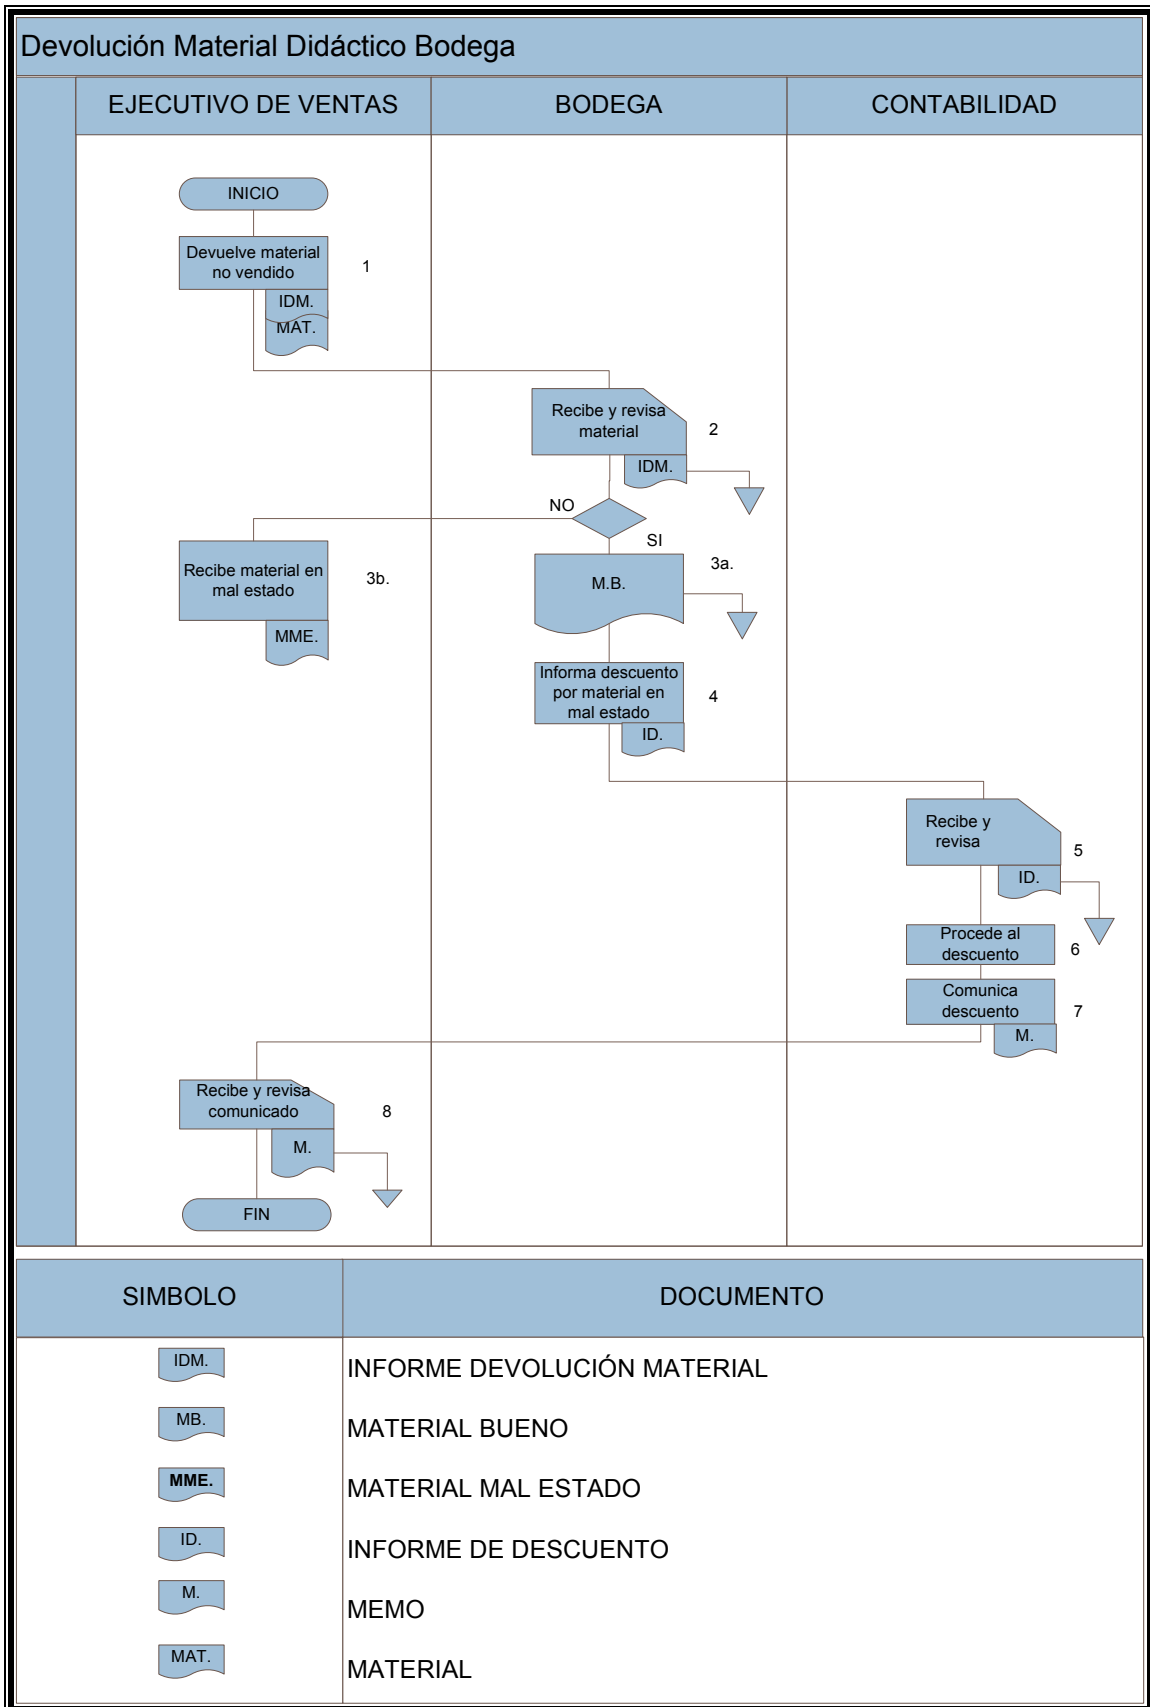 Devolución Material Didáctico Bodega
EJECUTIVO DE VENTAS
BODEGA
CONTABILIDAD
INICIO
Devuelve material
no vendido
1
IDM.
MAT.
Recibe y revisa
material
2
IDM.
NO
SI
Recibe material en
mal estado
3b.
MME.
M.B.
3a.
Informa descuento
por material en
mal estado
4
ID.
Recibe y
revisa
5
ID.
Procede al
descuento
6
Comunica
descuento
7
M.
Recibe y revisa
comunicado
8
M.
FIN
SIMBOLO
DOCUMENTO
IDM.
INFORME DEVOLUCIÓN MATERIAL
MB.
MATERIAL BUENO
MME.
MATERIAL MAL ESTADO
ID.
INFORME DE DESCUENTO
M.
MEMO
MAT.
MATERIAL